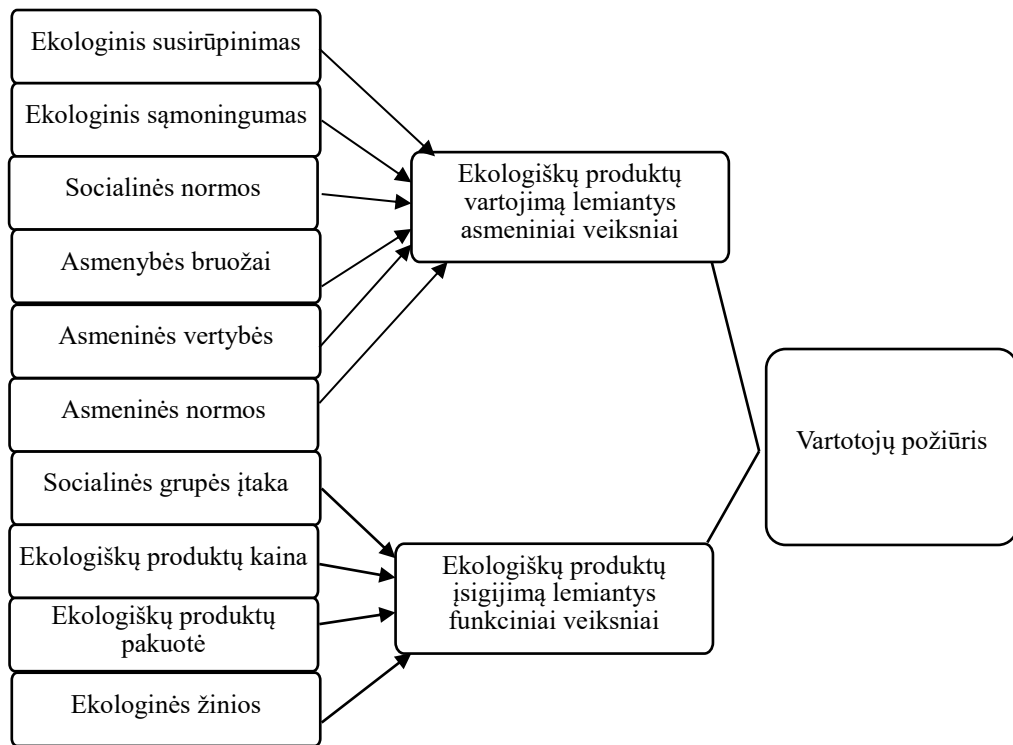 Ekologinis susirūpinimas
Ekologinis sąmoningumas
Socialinės normos
Asmenybės bruožai
Asmeninės vertybės
Asmeninės normos
Socialinės grupės įtaka
Ekologiškų produktų kaina
Ekologiškų produktų
pakuotė
Ekologinės žinios
Ekologiškų produktų
vartojimą lemiantys
asmeniniai veiksniai
Ekologiškų produktų
įsigijimą lemiantys
funkciniai veiksniai
Vartotojų požiūris